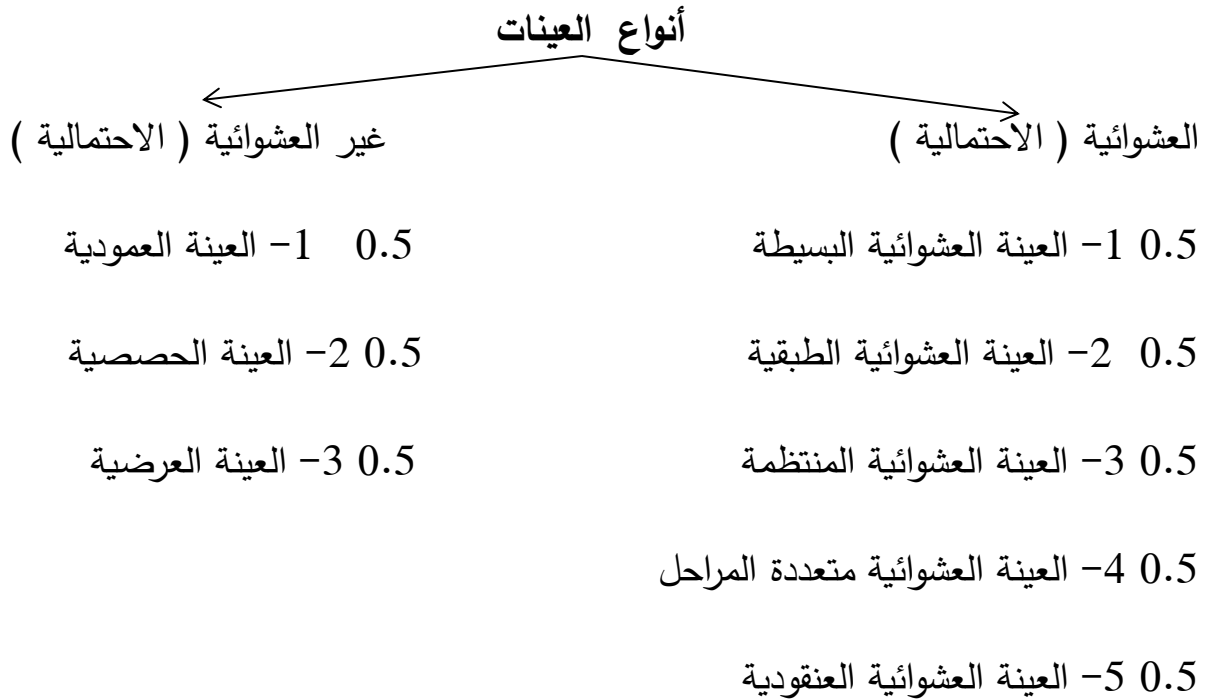 أنواع العينات
العشوائية ( الاحتمالية ) غير العشوائية ( الاحتمالية )
0.5 1- العينة العشوائية البسيطة 0.5 1- العينة العمودية
0.5 2- العينة العشوائية الطبقية 0.5 2- العينة الحصصية
0.5 3- العينة العشوائية المنتظمة 0.5 3- العينة العرضية
0.5 4- العينة العشوائية متعددة المراحل
0.5 5- العينة العشوائية العنقودية